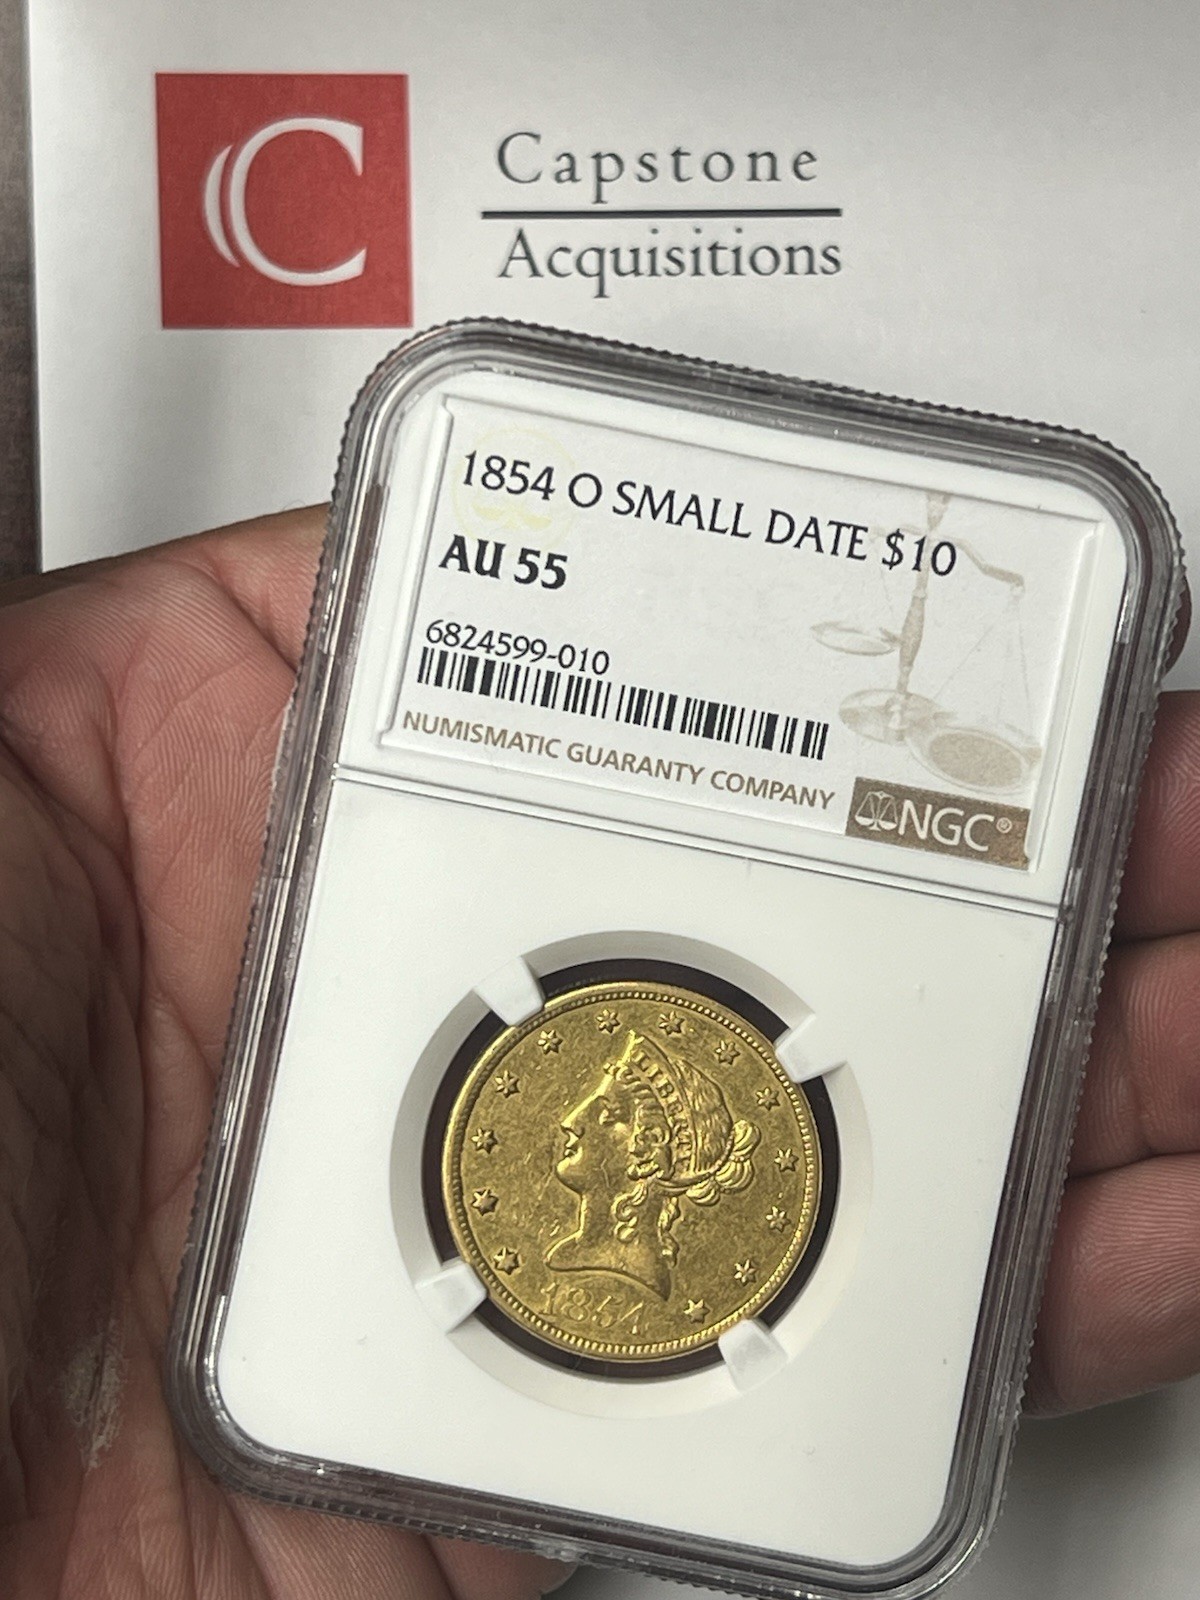 C
Capstone
Acquisitions
1854 O SMALL DATE $10
AU 55
6824599-010
NUMISMATIC GUARANTY COMPANY
NGC®
LIBERTY
1854